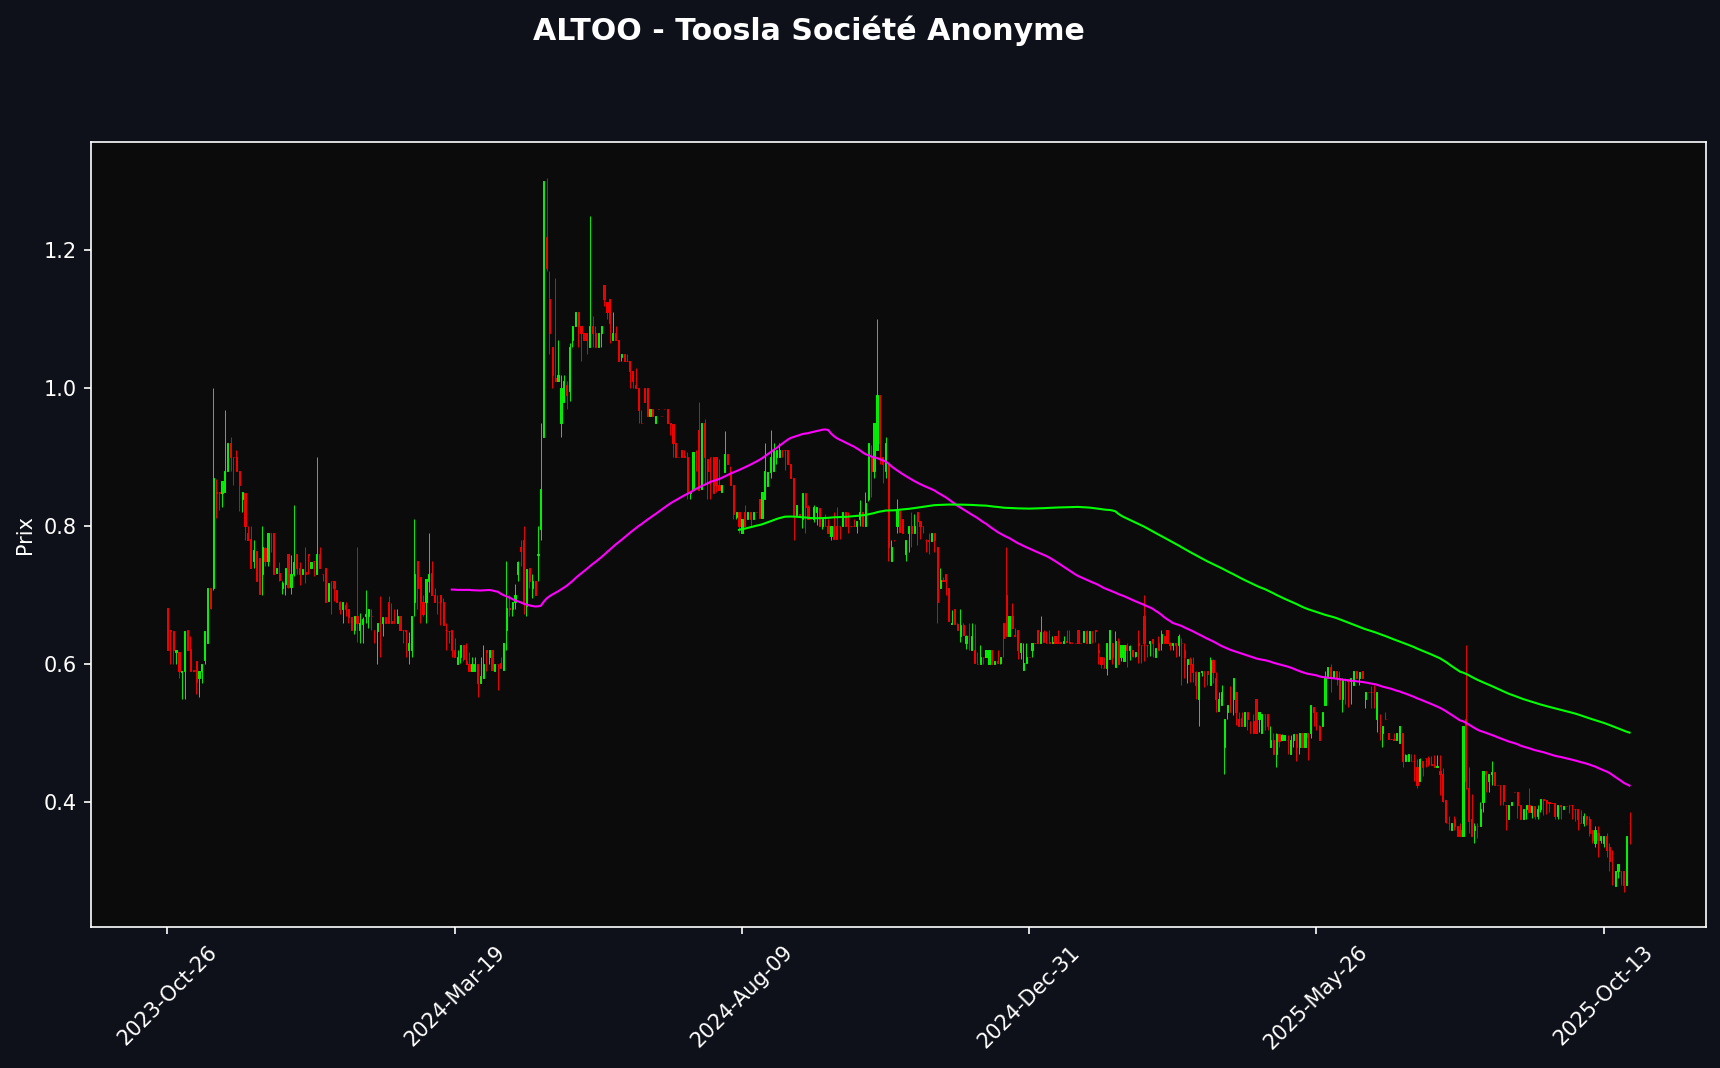 ALTOO - Toosla Société Anonyme
Prix
1.2
1.0
0.8
0.6
0.4
2023-Oct-26
2024-Mar-19
2024-Aug-09
2024-Dec-31
2025-May-26
2025-Oct-13